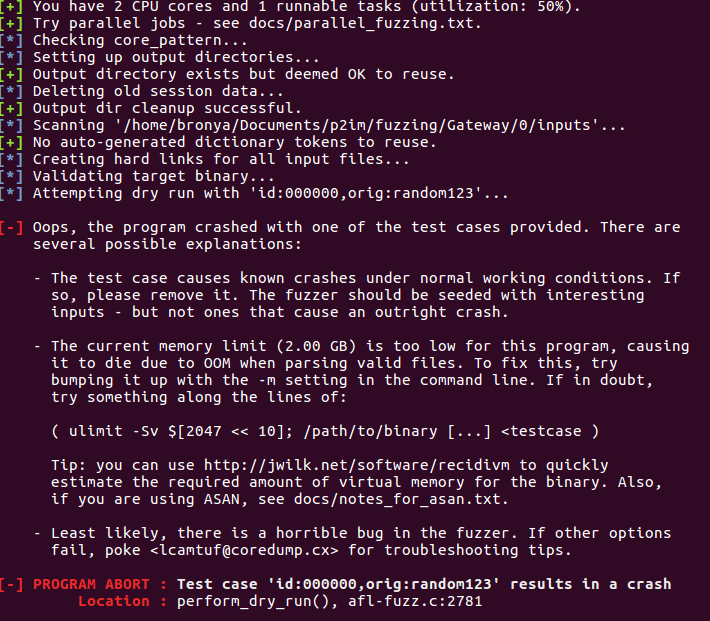 [+] You have 2 CPU cores and 1 runnable tasks (utilization: 50%).
[+] Try parallel jobs - see docs/parallel_fuzzing.txt.
[*] Checking core_pattern...
[*] Setting up output directories...
[+] Output directory exists but deemed OK to reuse.
[*] Deleting old session data...
[+] Output dir cleanup successful.
[*] Scanning '/home/bronya/Documents/p2im/fuzzing/Gateway/0/inputs'...
[+] No auto-generated dictionary tokens to reuse.
[*] Creating hard links for all input files...
[*] Validating target binary...
[*] Attempting dry run with 'id:000000,orig:random123'...
[-] Oops, the program crashed with one of the test cases provided. There are
several possible explanations:
- The test case causes known crashes under normal working conditions. If
so, please remove it. The fuzzer should be seeded with interesting
inputs - but not ones that cause an outright crash.
- The current memory limit (2.00 GB) is too low for this program, causing
it to die due to OOM when parsing valid files. To fix this, try
bumping it up with the -m setting in the command line. If in doubt,
try something along the lines of:
( ulimit -Sv $[2047 << 10]; /path/to/binary [...] <testcase )
Tip: you can use http://jwilk.net/software/recidivm to quickly
estimate the required amount of virtual memory for the binary. Also,
if you are using ASAN, see docs/notes_for_asan.txt.
- Least likely, there is a horrible bug in the fuzzer. If other options
fail, poke <lcamtuf@coredump.cx> for troubleshooting tips.
[-] PROGRAM ABORT : Test case 'id:000000,orig:random123' results in a crash
Location : perform_dry_run(), afl-fuzz.c:2781